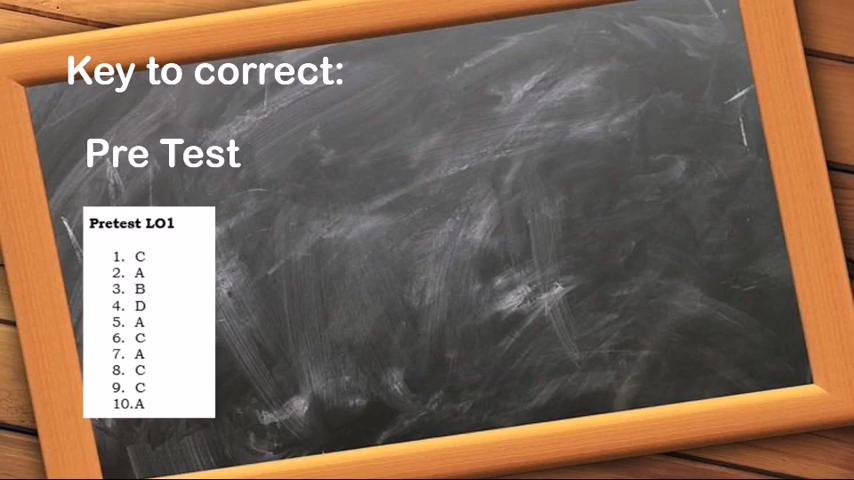 Key to correct:
Pre Test
Pretest LO1
1. C
2. A
3. B
4. D
5. A
6. C
7. A
8. C
9. C
10.A